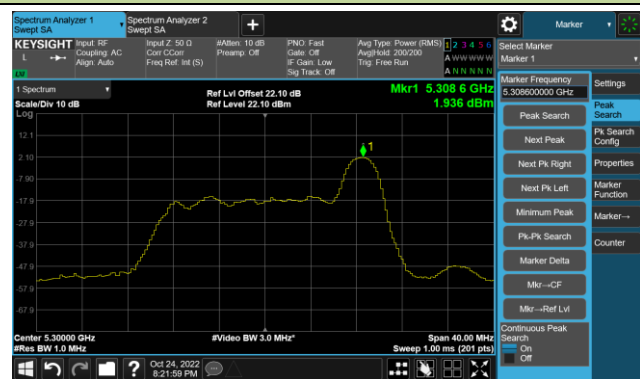 Spectrum Analyzer 1
Swept SA
Spectrum Analyzer 2
Swept SA
+
Marker
KEYSIGHT
L
LXI
Input: RF
Coupling: AC
Align: Auto
Input Z: 50 Ω
Corr CCorr
Freq Ref: Int (S)
#Atten: 10 dB
Preamp: Off
PNO: Fast
Gate: Off
IF Gain: Low
Sig Track: Off
Avg Type: Power (RMS)
Avg|Hold: 200/200
Trig: Free Run
1 2 3 4 5 6
A W W W W W
A N N N N N
Select Marker
Marker 1
1 Spectrum
Scale/Div 10 dB
Log
Ref Lvl Offset 22.10 dB
Ref Level 22.10 dBm
Mkr1 5.308 6 GHz
1.936 dBm
12.1
2.10
-7.90
-17.9
-27.9
-37.9
-47.9
-57.9
-67.9
1
Center 5.30000 GHz
#Res BW 1.0 MHz
#Video BW 3.0 MHz*
Span 40.00 MHz
Sweep 1.00 ms (201 pts)
Marker Frequency
5.308600000 GHz
Peak Search
Next Peak
Next Pk Right
Next Pk Left
Minimum Peak
Pk-Pk Search
Marker Delta
Mkr→CF
Mkr→Ref Lvl
Continuous Peak
Search
On
Off
Settings
Peak
Search
Pk Search
Config
Properties
Marker
Function
Marker→
Counter
?
Oct 24, 2022
8:21:59 PM